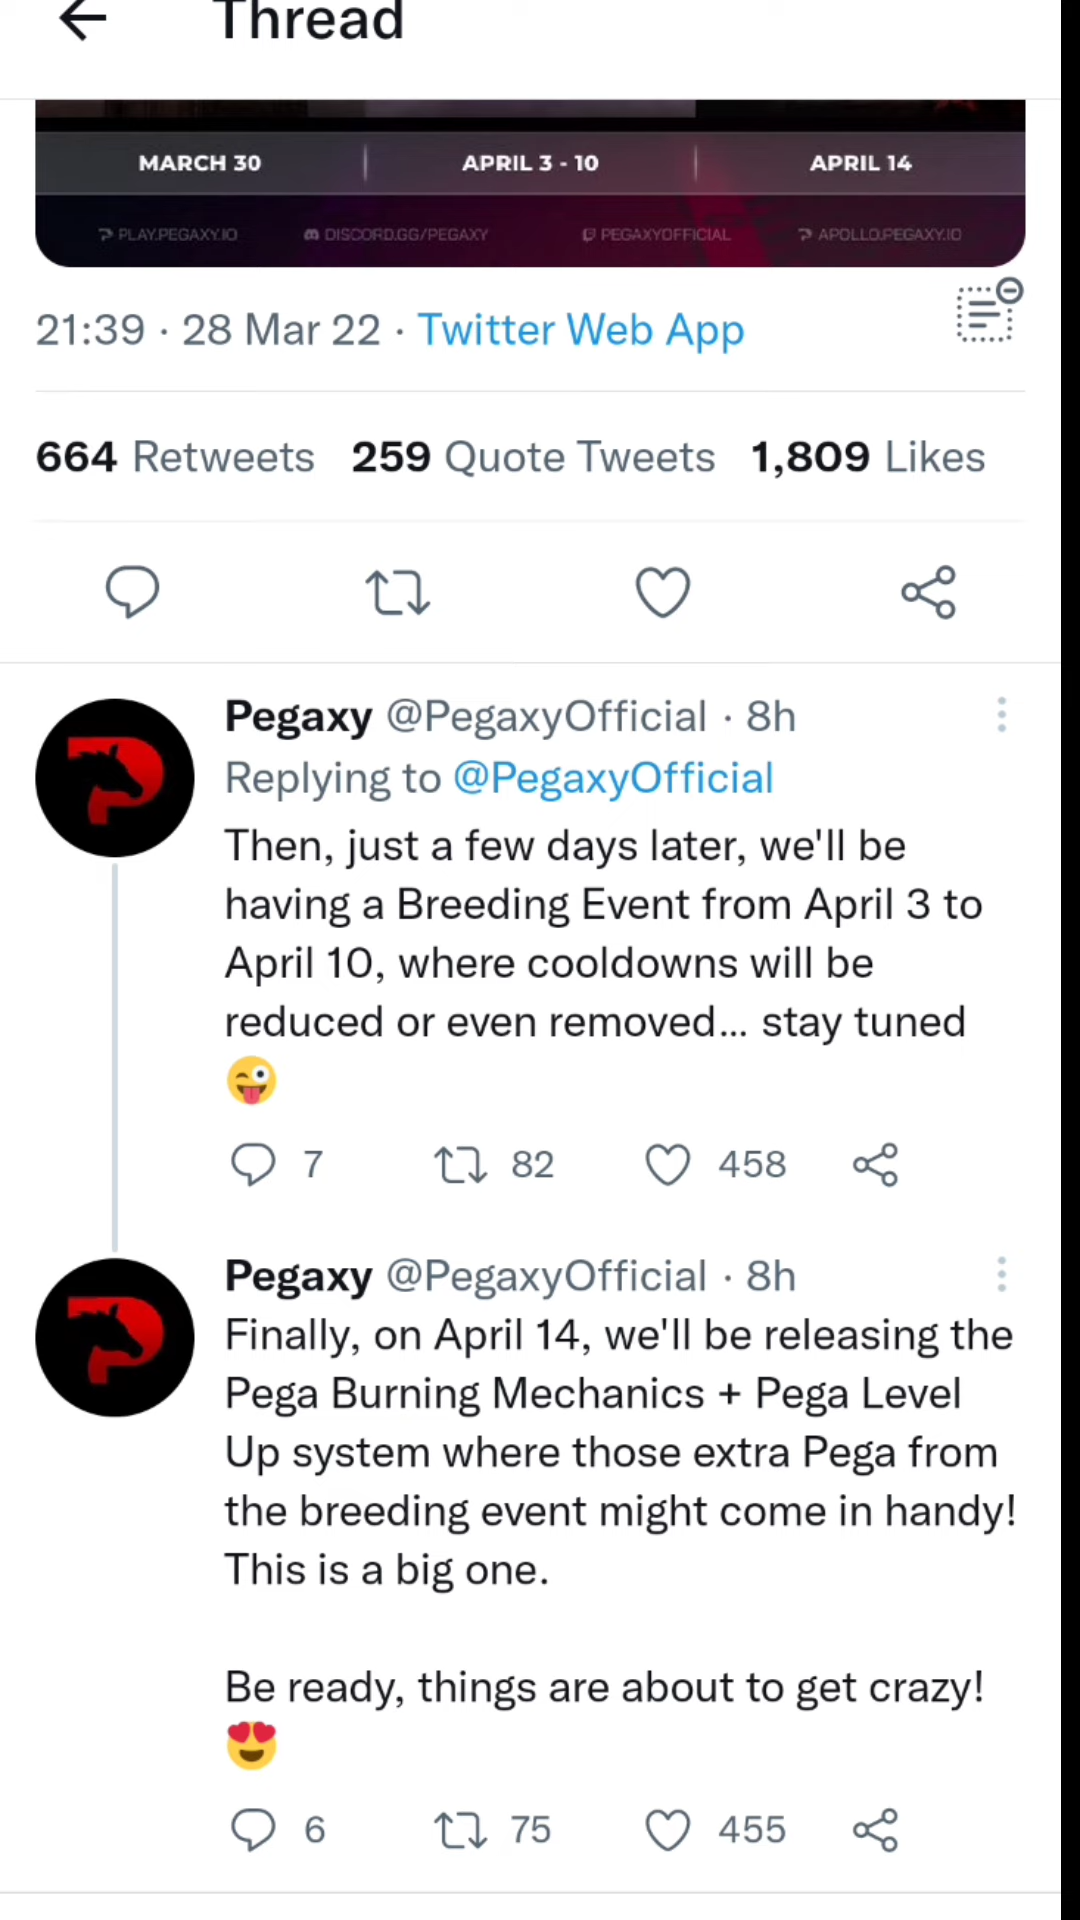 Thread
MARCH 30 | APRIL 3 - 10 | APRIL 14
PLAY.PEGAXY.IO DISCORD.GG/PEGAXY PEGAXYOFFICIAL APOLLO.PEGAXY.IO
21:39 · 28 Mar 22 · Twitter Web App
664 Retweets 259 Quote Tweets 1,809 Likes
Pegaxy @PegaxyOfficial · 8h
Replying to @PegaxyOfficial
Then, just a few days later, we'll be
having a Breeding Event from April 3 to
April 10, where cooldowns will be
reduced or even removed... stay tuned
😜
7 82 458
Pegaxy @PegaxyOfficial · 8h
Finally, on April 14, we'll be releasing the
Pega Burning Mechanics + Pega Level
Up system where those extra Pega from
the breeding event might come in handy!
This is a big one.
Be ready, things are about to get crazy!
😍
6 75 455